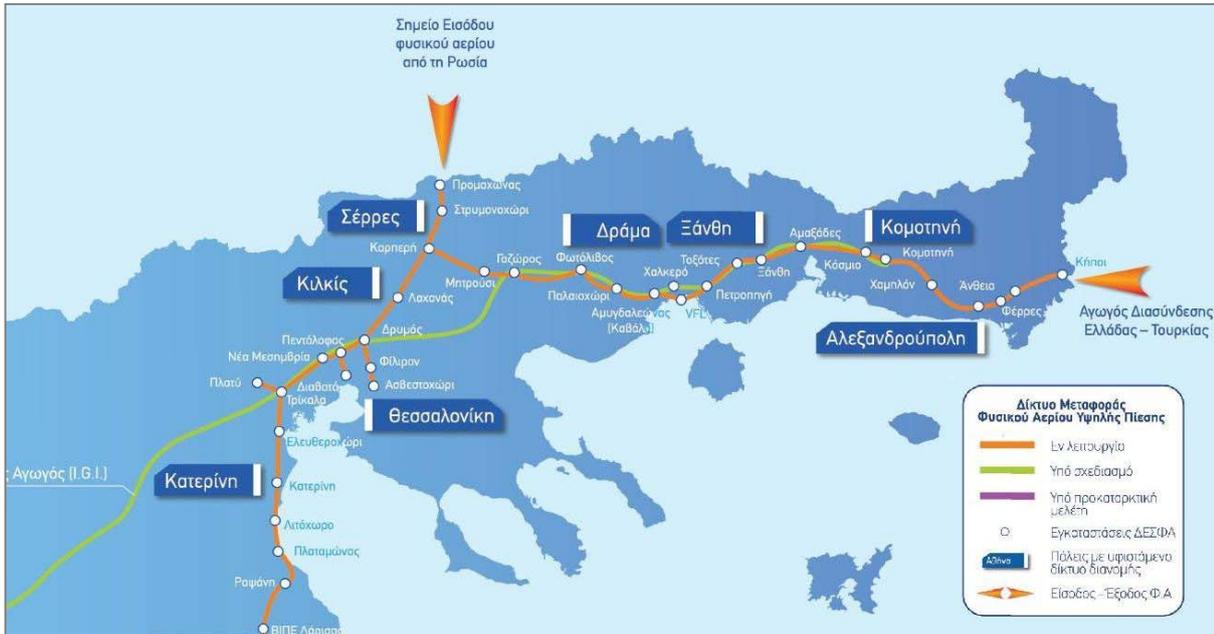 Σημείο Εισόδου
φυσικού αερίου
από τη Ρωσία
Προμαχώνας
Στρυμονοχώρι
Σέρρες
Δράμα
Ξάνθη
Κομοτηνή
Καρπερή
Μητρούσι
Γαζώρος
Φωτόλιβος
Χαλκερό
Τοξότες
Αμαξάδες
Κόσμιο
Κομοτηνή
Κήποι
Κιλκίς
Λαχανάς
Παλαιοχώρι
Αμυγδαλεώνας
(Καβάλα)
VFL
Πετροπηγή
Ξάνθη
Χαμηλόν
Άνθεια
Φέρρες
Αγωγός Διασύνδεσης
Ελλάδας – Τουρκίας
Αλεξανδρούπολη
Πεντάλοφος
Δρυμός
Νέα Μεσημβρία
Φίλυρον
Πλατύ
Διαβατά
Ασβεστοχώρι
Τρίκαλα
Θεσσαλονίκη
Ελευθεροχώρι
ς Αγωγός (I.G.I.)
Κατερίνη
Κατερίνη
Λιτόχωρο
Πλαταμώνας
Ραψάνη
ΒΙΠΕ Λάρισας
Δίκτυο Μεταφοράς
Φυσικού Αερίου Υψηλής Πίεσης
Εν λειτουργία
Υπό σχεδιασμό
Υπό προκαταρκτική
μελέτη
Εγκαταστάσεις ΔΕΣΦΑ
Αθήνα
Πόλεις με υφιστάμενο
δίκτυο διανομής
Είσοδος – Έξοδος Φ.Α